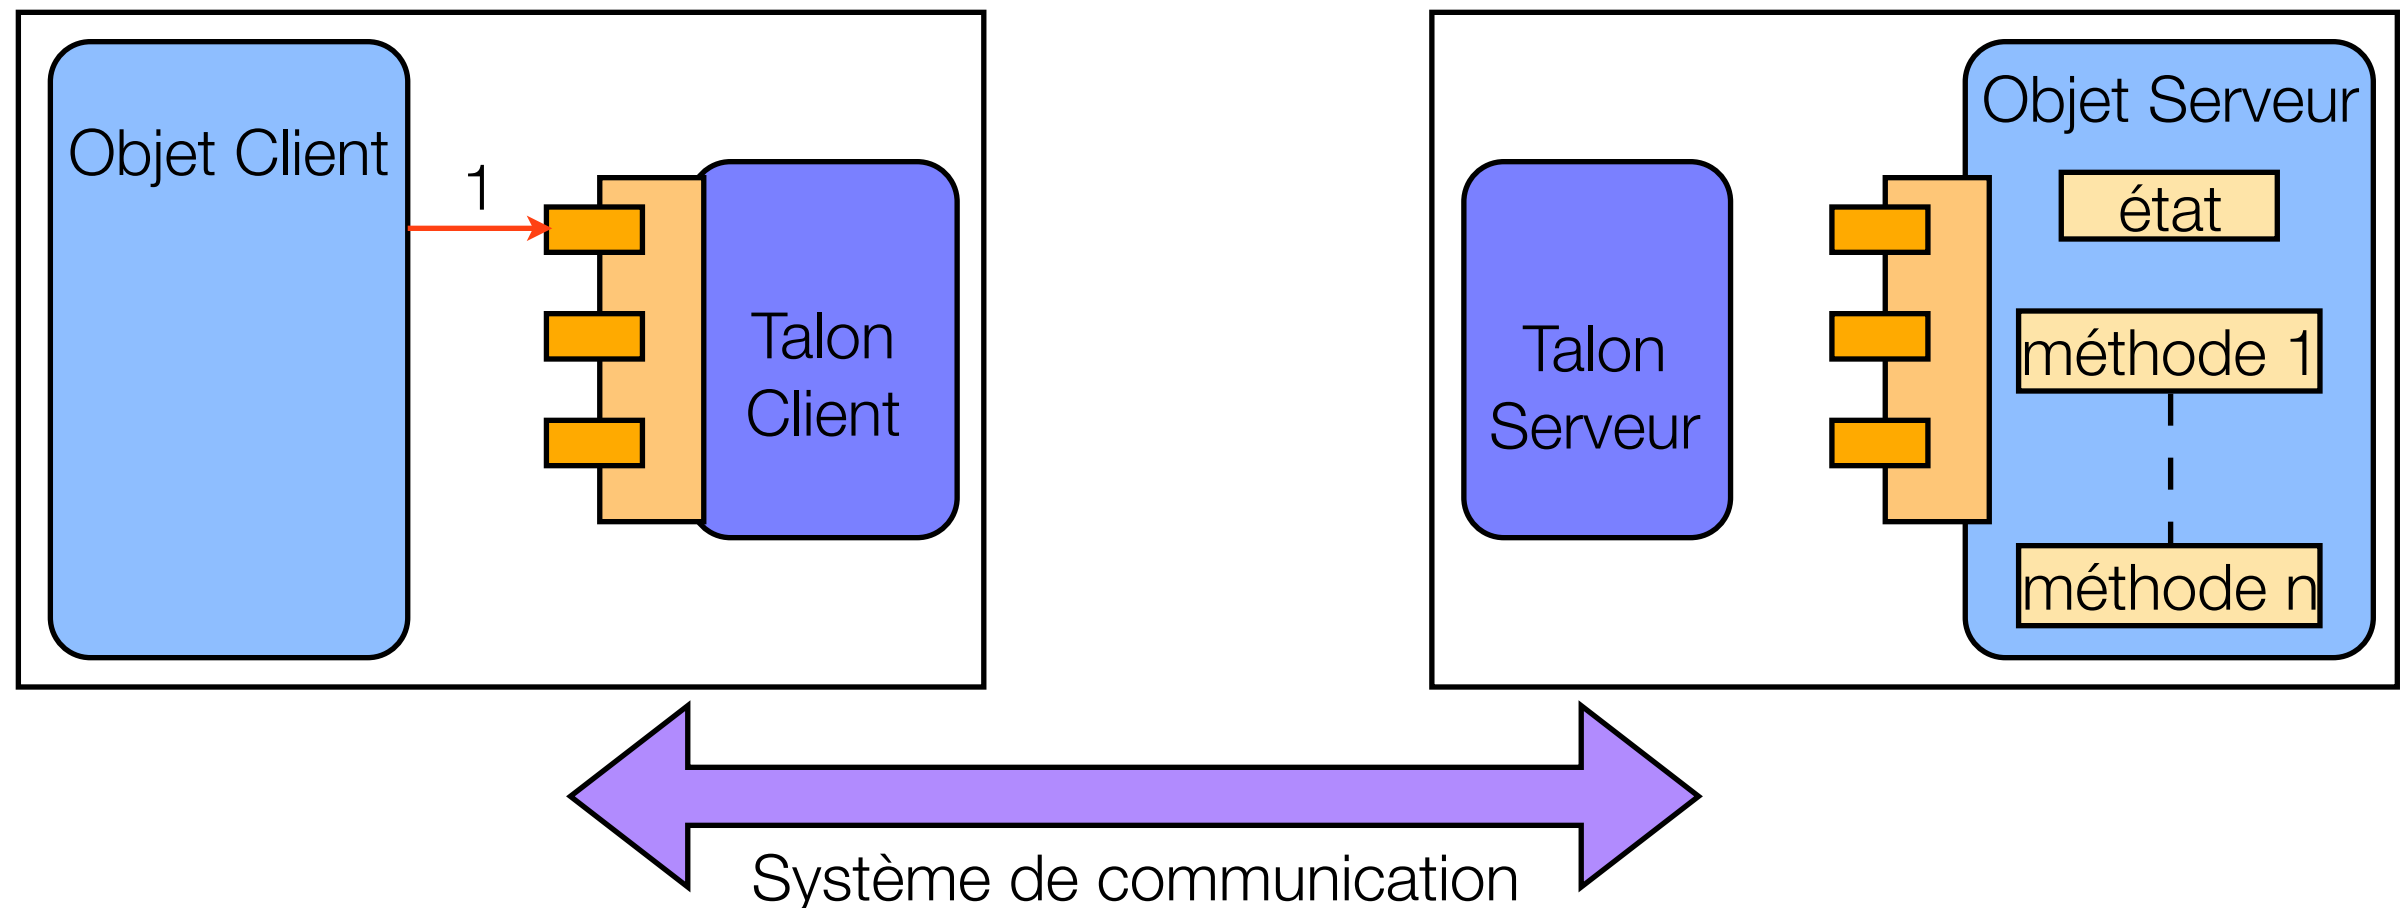 Objet Client
1
Talon
Client
Talon
Serveur
Objet Serveur
état
méthode 1
méthode n
Système de communication